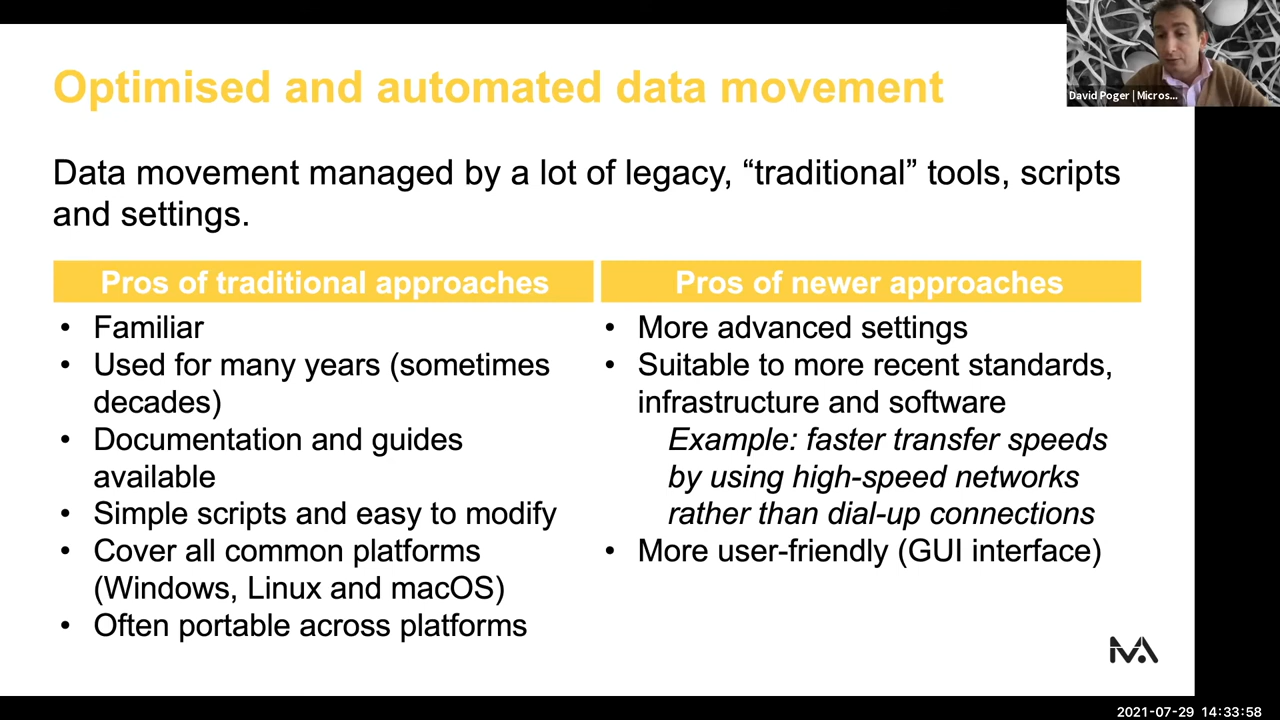 Optimised and automated data movement
David Poger | Micros...
Data movement managed by a lot of legacy, “traditional” tools, scripts
and settings.
Pros of traditional approaches
• Familiar
• Used for many years (sometimes
decades)
• Documentation and guides
available
• Simple scripts and easy to modify
• Cover all common platforms
(Windows, Linux and macOS)
• Often portable across platforms
Pros of newer approaches
• More advanced settings
• Suitable to more recent standards,
infrastructure and software
Example: faster transfer speeds
by using high-speed networks
rather than dial-up connections
• More user-friendly (GUI interface)
MA
2021-07-29 14:33:58